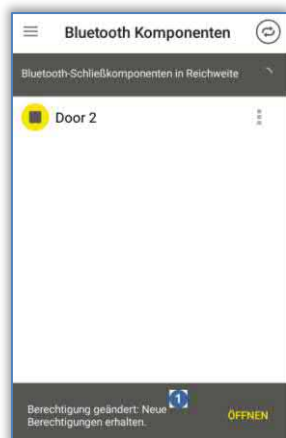 Bluetooth Komponenten
Bluetooth-Schließkomponenten in Reichweite
Door 2
Berechtigung geändert: Neue 1
Berechtigungen erhalten.
ÖFFNEN